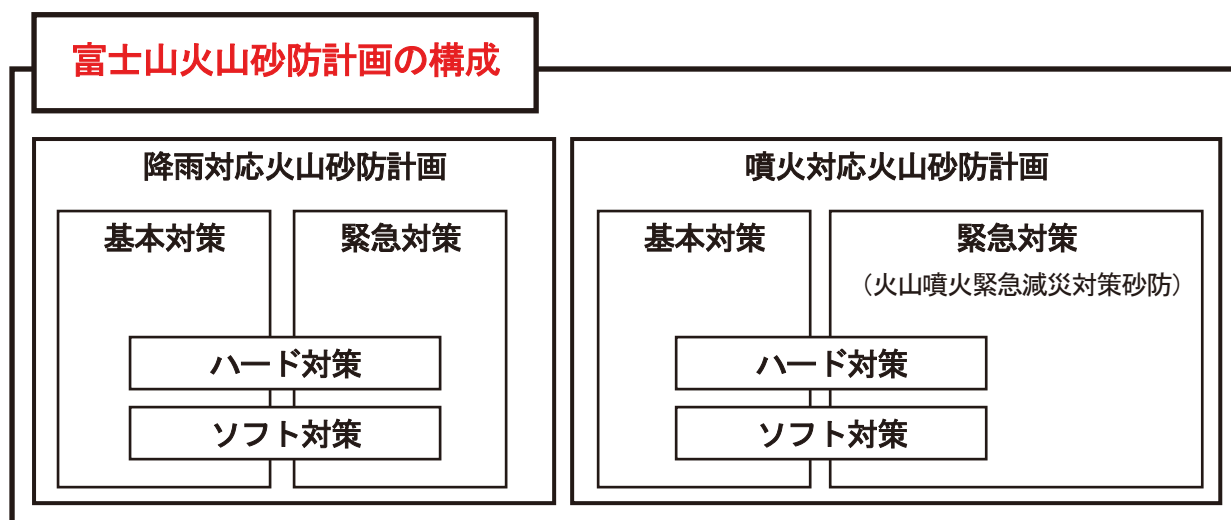 富士山火山砂防計画の構成
降雨対応火山砂防計画
基本対策
緊急対策
ハード対策
ソフト対策
噴火対応火山砂防計画
基本対策
緊急対策
（火山噴火緊急減災対策砂防）
ハード対策
ソフト対策